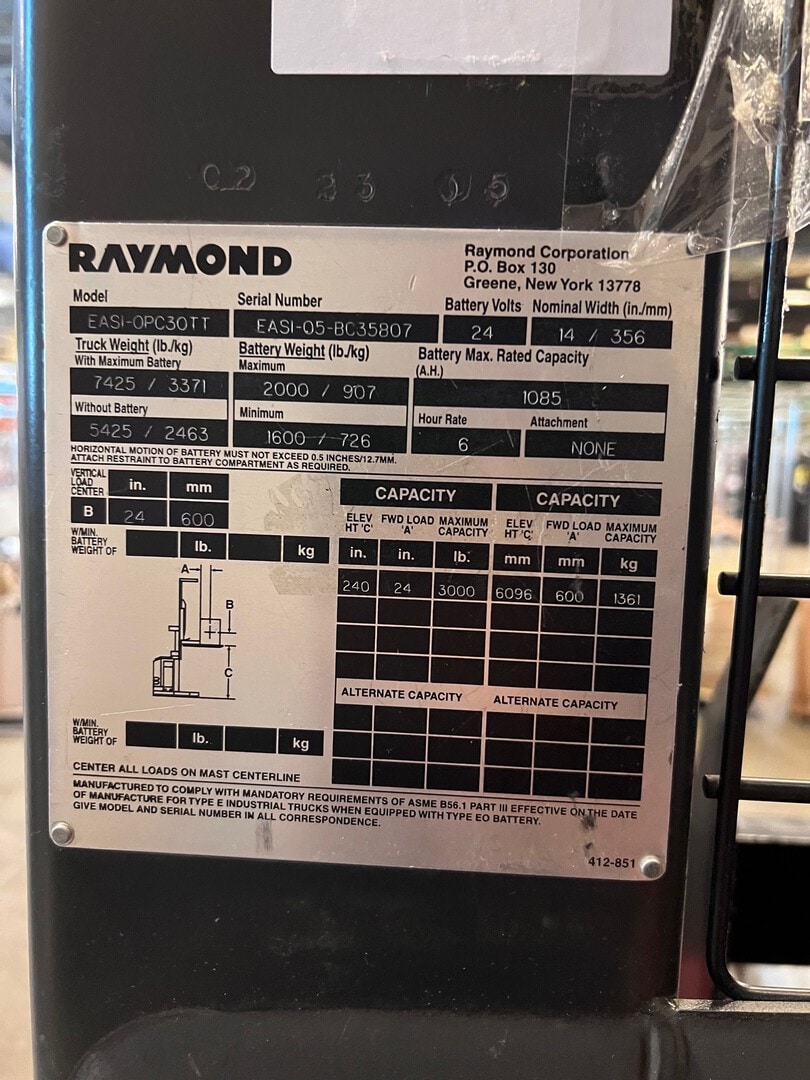 02 23 05
RAYMOND
Raymond Corporation
P.O. Box 130
Greene, New York 13778
Model
Serial Number
Battery Volts
Nominal Width (in./mm)
EASI-OPC30TT
EASI-05-BC35807
24
14 / 356
Truck Weight (lb./kg)
With Maximum Battery
Battery Weight (lb./kg)
Maximum
Battery Max. Rated Capacity
(A.H.)
7425 / 3371
2000 / 907
1085
Without Battery
Minimum
Hour Rate
Attachment
5425 / 2463
1600 / 726
6
NONE
HORIZONTAL MOTION OF BATTERY MUST NOT EXCEED 0.5 INCHES/12.7MM.
ATTACH RESTRAINT TO BATTERY COMPARTMENT AS REQUIRED.
VERTICAL
LOAD
CENTER
in.
mm
B
24
600
W/MIN.
BATTERY
WEIGHT OF
lb.
kg
CAPACITY
CAPACITY
ELEV
HT 'C'
FWD LOAD
'A'
MAXIMUM
CAPACITY
ELEV
HT 'C'
FWD LOAD
'A'
MAXIMUM
CAPACITY
in.
in.
lb.
mm
mm
kg
240
24
3000
6096
600
1361
A
B
C
B
ALTERNATE CAPACITY
ALTERNATE CAPACITY
W/MIN.
BATTERY
WEIGHT OF
lb.
kg
CENTER ALL LOADS ON MAST CENTERLINE
MANUFACTURED TO COMPLY WITH MANDATORY REQUIREMENTS OF ASME B56.1 PART III EFFECTIVE ON THE DATE
OF MANUFACTURE FOR TYPE E INDUSTRIAL TRUCKS WHEN EQUIPPED WITH TYPE EO BATTERY.
GIVE MODEL AND SERIAL NUMBER IN ALL CORRESPONDENCE.
412-851